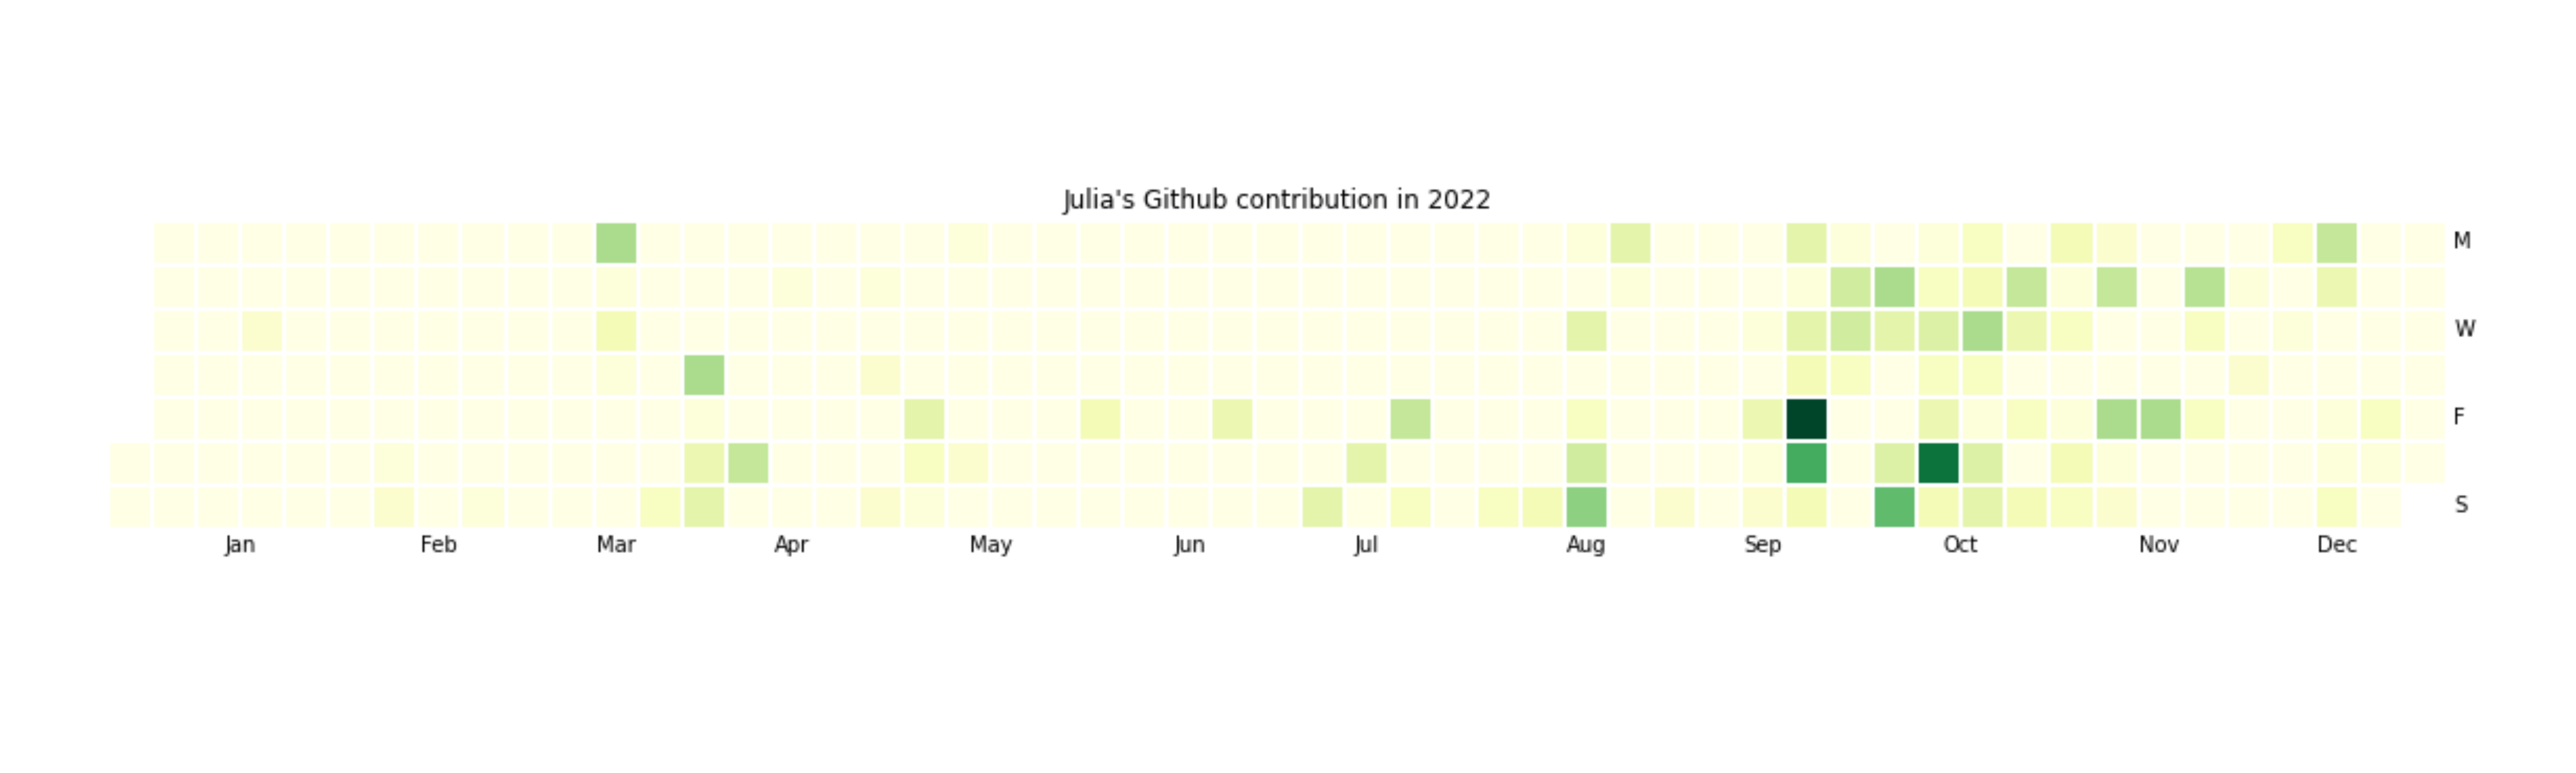 Julia's Github contribution in 2022
M
W
F
S
Jan Feb Mar Apr May Jun Jul Aug Sep Oct Nov Dec